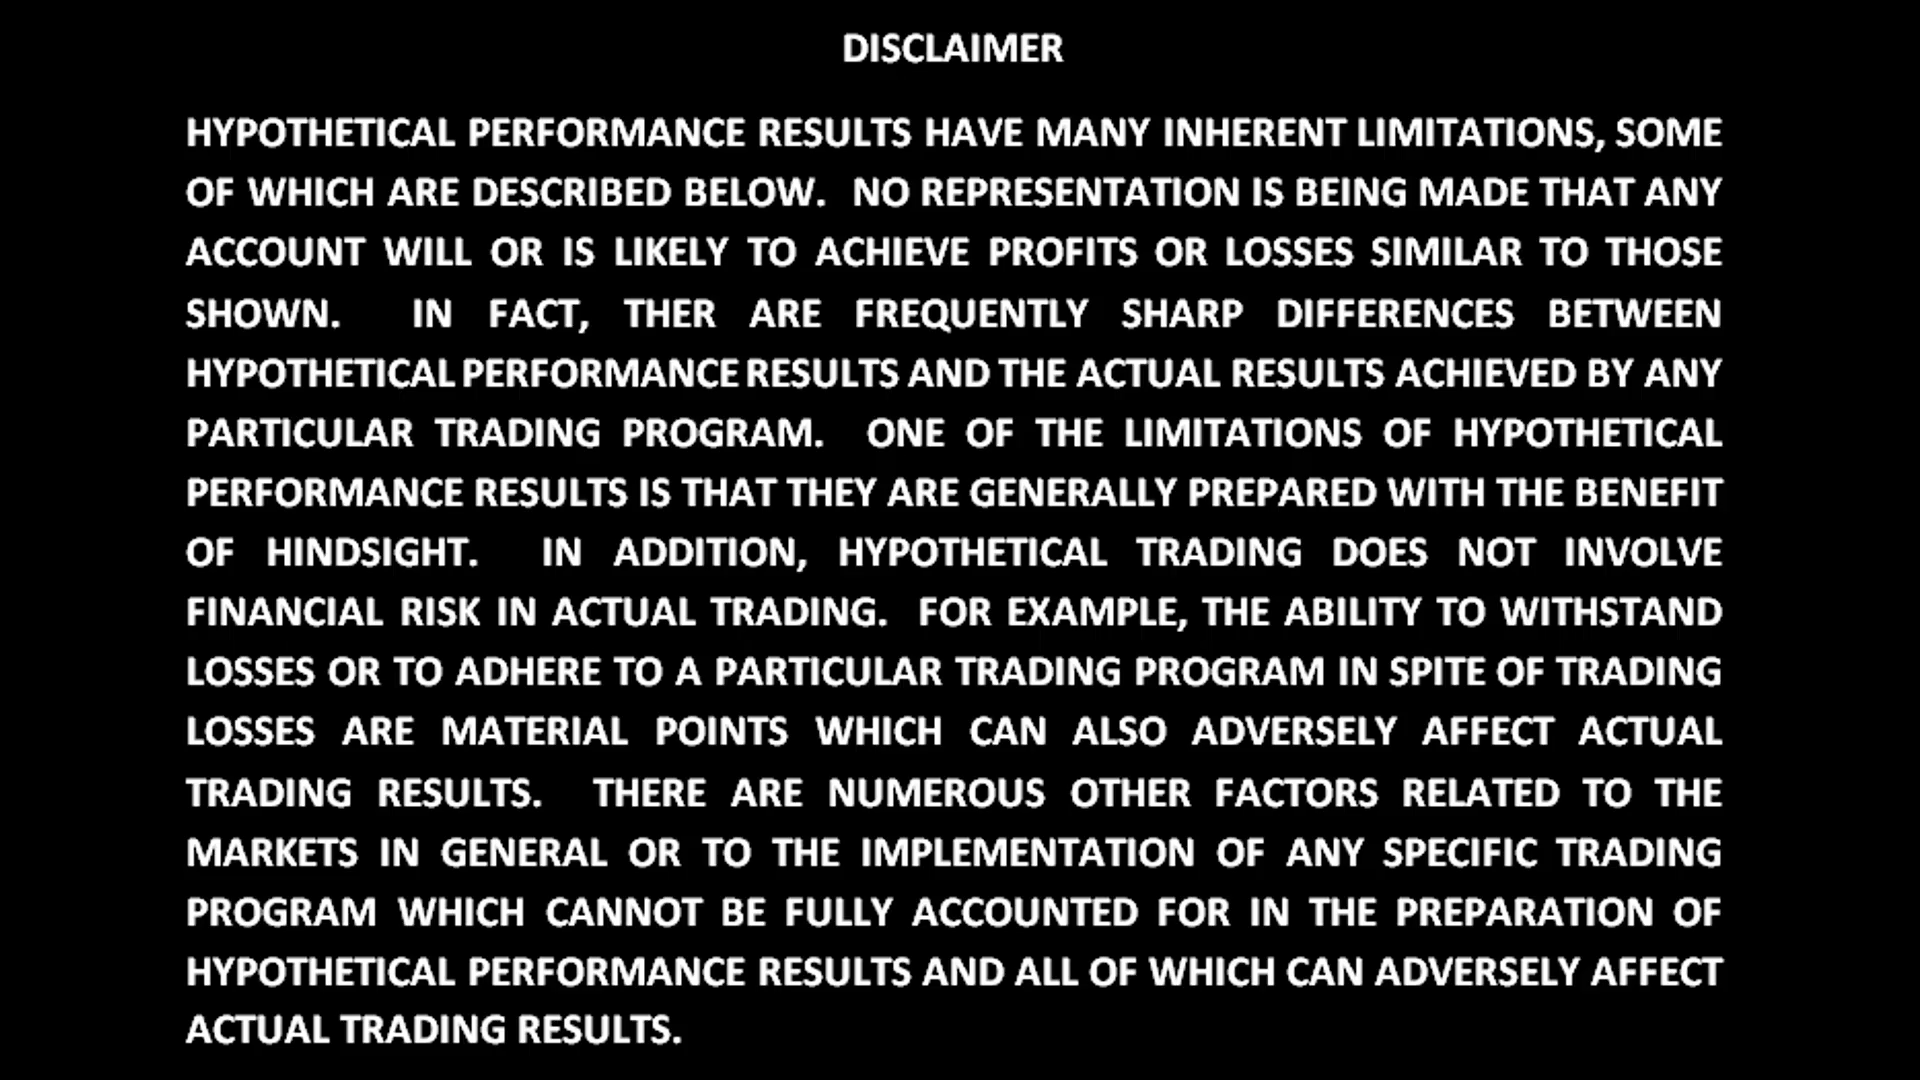 DISCLAIMER
HYPOTHETICAL PERFORMANCE RESULTS HAVE MANY INHERENT LIMITATIONS, SOME
OF WHICH ARE DESCRIBED BELOW. NO REPRESENTATION IS BEING MADE THAT ANY
ACCOUNT WILL OR IS LIKELY TO ACHIEVE PROFITS OR LOSSES SIMILAR TO THOSE
SHOWN. IN FACT, THER ARE FREQUENTLY SHARP DIFFERENCES BETWEEN
HYPOTHETICAL PERFORMANCE RESULTS AND THE ACTUAL RESULTS ACHIEVED BY ANY
PARTICULAR TRADING PROGRAM. ONE OF THE LIMITATIONS OF HYPOTHETICAL
PERFORMANCE RESULTS IS THAT THEY ARE GENERALLY PREPARED WITH THE BENEFIT
OF HINDSIGHT. IN ADDITION, HYPOTHETICAL TRADING DOES NOT INVOLVE
FINANCIAL RISK IN ACTUAL TRADING. FOR EXAMPLE, THE ABILITY TO WITHSTAND
LOSSES OR TO ADHERE TO A PARTICULAR TRADING PROGRAM IN SPITE OF TRADING
LOSSES ARE MATERIAL POINTS WHICH CAN ALSO ADVERSELY AFFECT ACTUAL
TRADING RESULTS. THERE ARE NUMEROUS OTHER FACTORS RELATED TO THE
MARKETS IN GENERAL OR TO THE IMPLEMENTATION OF ANY SPECIFIC TRADING
PROGRAM WHICH CANNOT BE FULLY ACCOUNTED FOR IN THE PREPARATION OF
HYPOTHETICAL PERFORMANCE RESULTS AND ALL OF WHICH CAN ADVERSELY AFFECT
ACTUAL TRADING RESULTS.